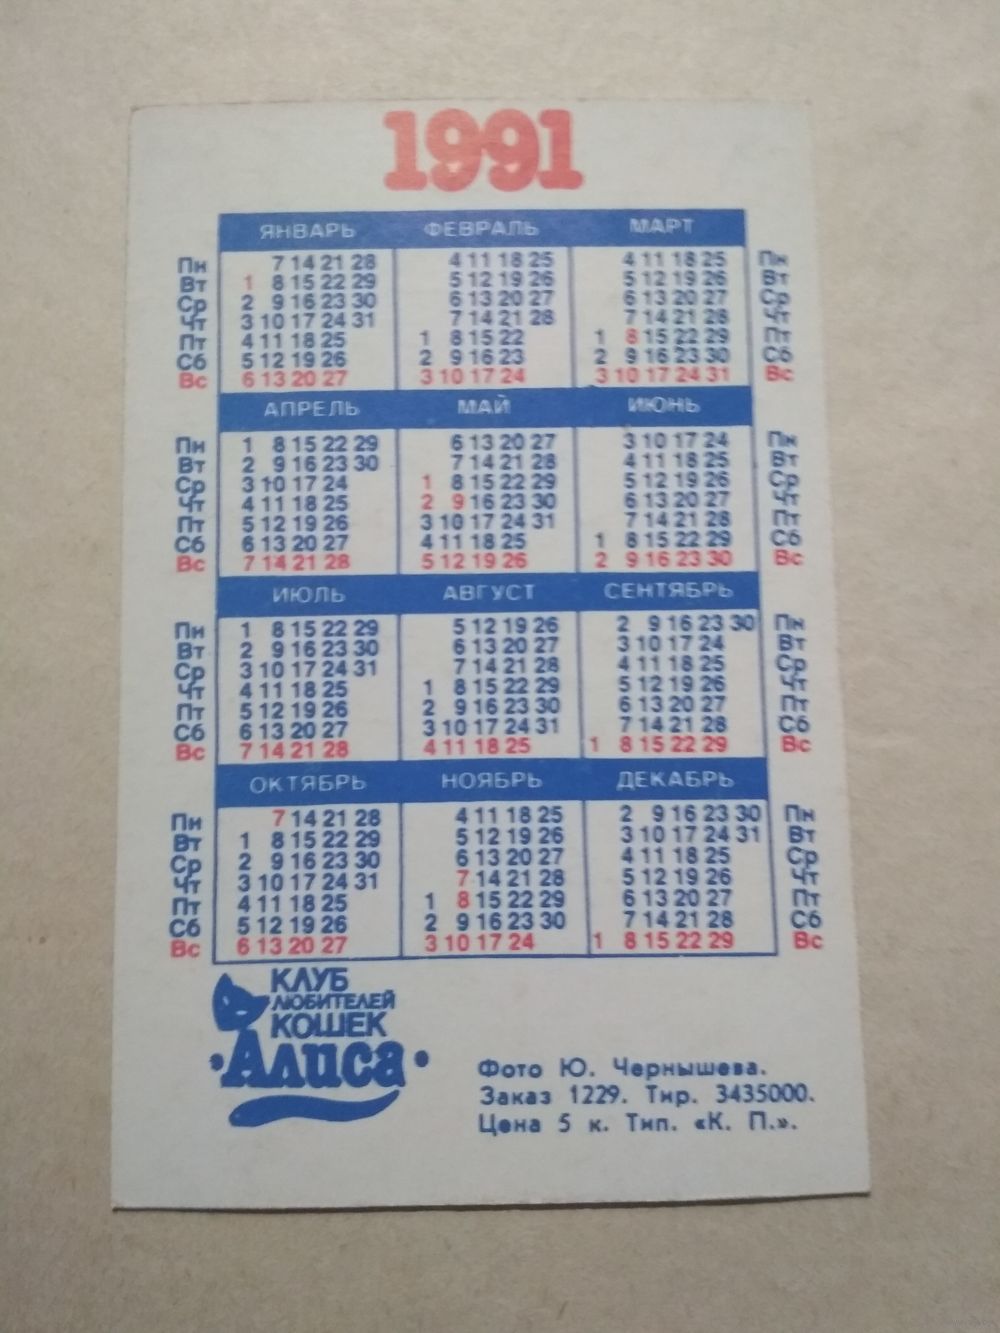 1991
ЯНВАРЬ ФЕВРАЛЬ МАРТ
Пн 7 14 21 28 4 11 18 25 4 11 18 25 Пн
Вт 1 8 15 22 29 5 12 19 26 5 12 19 26 Вт
Ср 2 9 16 23 30 6 13 20 27 6 13 20 27 Ср
Чт 3 10 17 24 31 7 14 21 28 7 14 21 28 Чт
Пт 4 11 18 25 1 8 15 22 1 8 15 22 29 Пт
Сб 5 12 19 26 2 9 16 23 2 9 16 23 30 Сб
Вс 6 13 20 27 3 10 17 24 3 10 17 24 31 Вс
АПРЕЛЬ МАЙ ИЮНЬ
Пн 1 8 15 22 29 6 13 20 27 3 10 17 24 Пн
Вт 2 9 16 23 30 7 14 21 28 4 11 18 25 Вт
Ср 3 10 17 24 1 8 15 22 29 5 12 19 26 Ср
Чт 4 11 18 25 2 9 16 23 30 6 13 20 27 Чт
Пт 5 12 19 26 3 10 17 24 31 7 14 21 28 Пт
Сб 6 13 20 27 4 11 18 25 1 8 15 22 29 Сб
Вс 7 14 21 28 5 12 19 26 2 9 16 23 30 Вс
ИЮЛЬ АВГУСТ СЕНТЯБРЬ
Пн 1 8 15 22 29 5 12 19 26 2 9 16 23 30 Пн
Вт 2 9 16 23 30 6 13 20 27 3 10 17 24 Вт
Ср 3 10 17 24 31 7 14 21 28 4 11 18 25 Ср
Чт 4 11 18 25 1 8 15 22 29 5 12 19 26 Чт
Пт 5 12 19 26 2 9 16 23 30 6 13 20 27 Пт
Сб 6 13 20 27 3 10 17 24 31 7 14 21 28 Сб
Вс 7 14 21 28 4 11 18 25 1 8 15 22 29 Вс
ОКТЯБРЬ НОЯБРЬ ДЕКАБРЬ
Пн 7 14 21 28 4 11 18 25 2 9 16 23 30 Пн
Вт 1 8 15 22 29 5 12 19 26 3 10 17 24 31 Вт
Ср 2 9 16 23 30 6 13 20 27 4 11 18 25 Ср
Чт 3 10 17 24 31 7 14 21 28 5 12 19 26 Чт
Пт 4 11 18 25 1 8 15 22 29 6 13 20 27 Пт
Сб 5 12 19 26 2 9 16 23 30 7 14 21 28 Сб
Вс 6 13 20 27 3 10 17 24 1 8 15 22 29 Вс
КЛУБ
ЛЮБИТЕЛЕЙ
КОШЕК
·Алиса·
Фото Ю. Чернышева.
Заказ 1229. Тир. 3435000.
Цена 5 к. Тип. «К. П.».